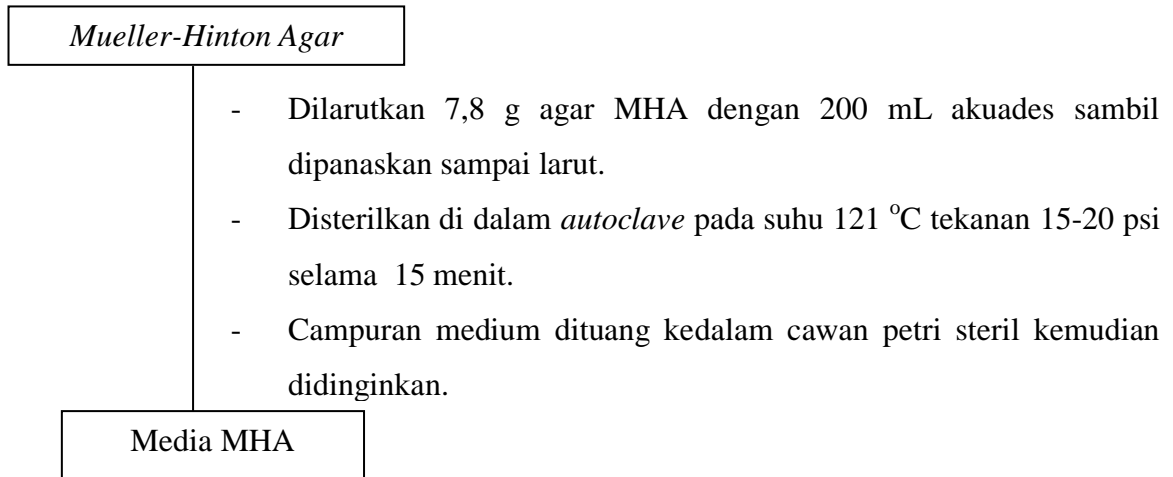 Mueller-Hinton Agar
- Dilarutkan 7,8 g agar MHA dengan 200 mL akuades sambil
dipanaskan sampai larut.
- Disterilkan di dalam autoclave pada suhu 121 °C tekanan 15-20 psi
selama 15 menit.
- Campuran medium dituang kedalam cawan petri steril kemudian
didinginkan.
Media MHA